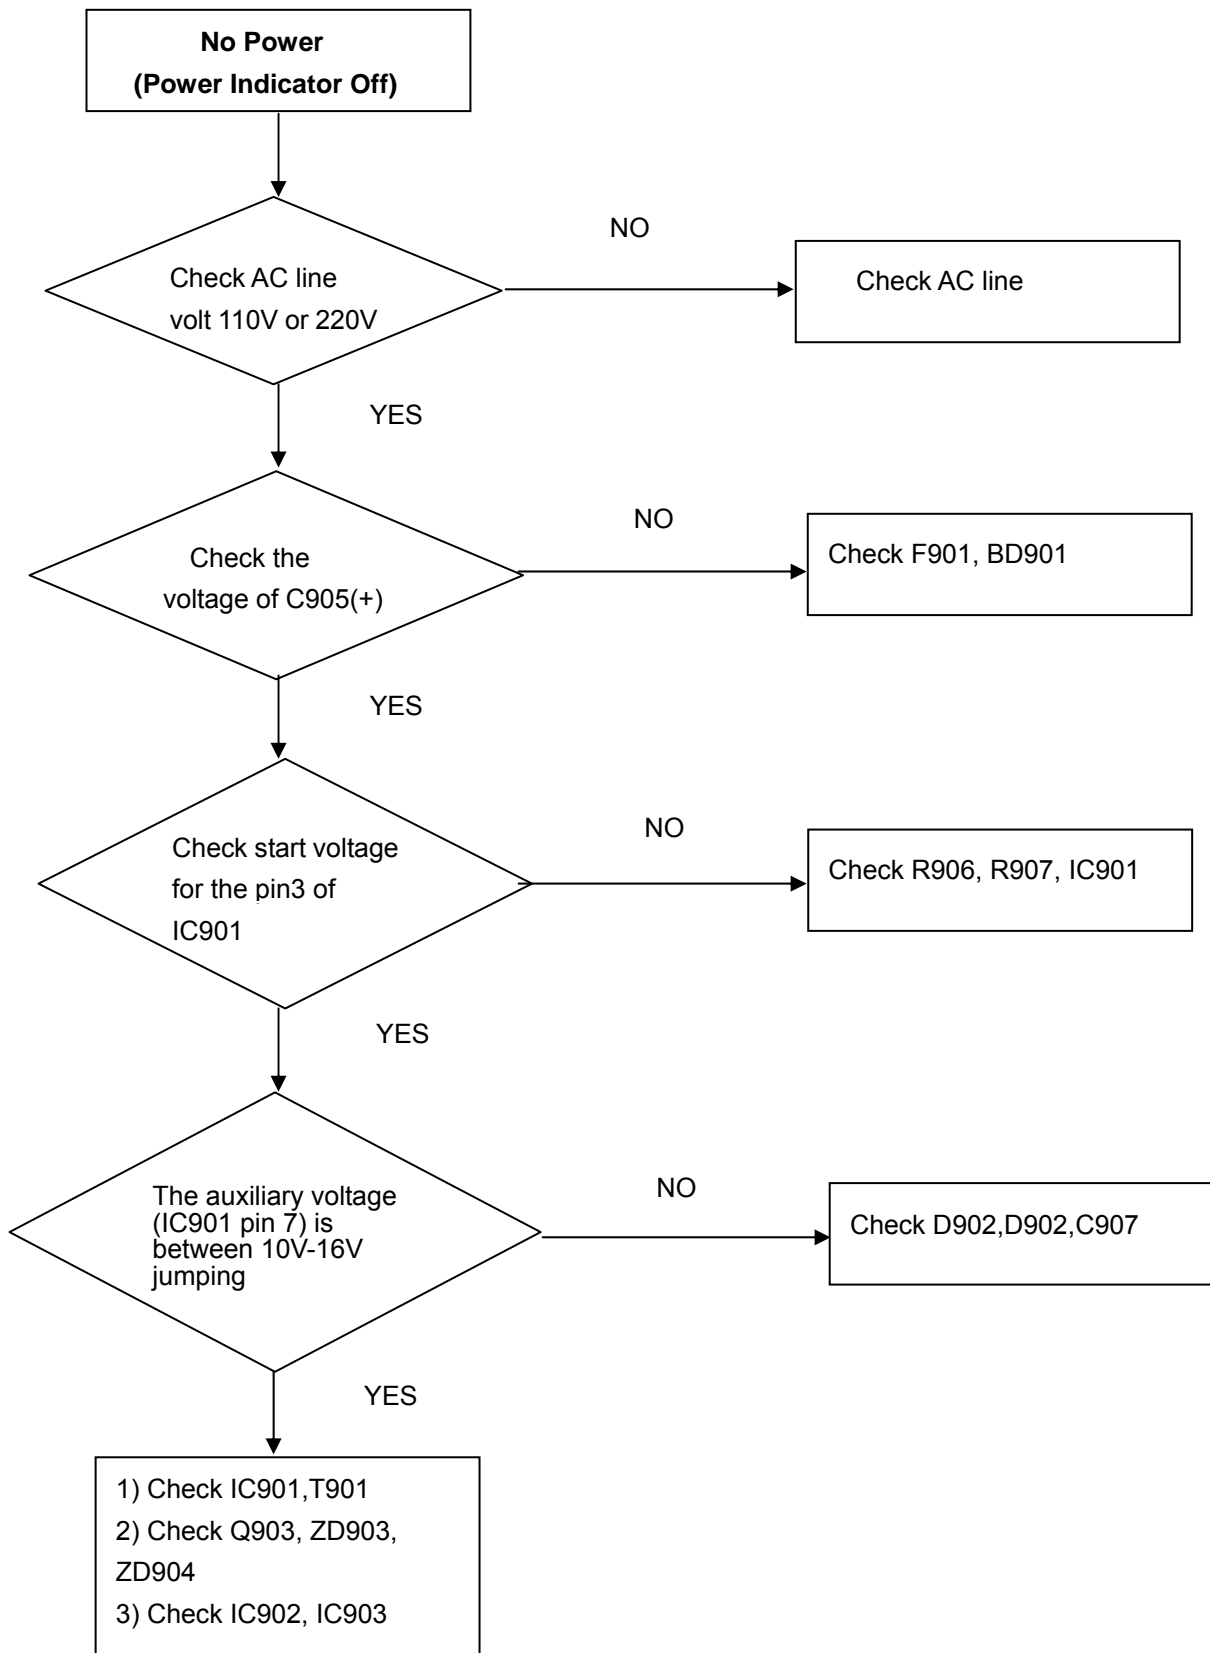 No Power
(Power Indicator Off)
NO
Check AC line
volt 110V or 220V
Check AC line
YES
NO
Check the
voltage of C905(+)
Check F901, BD901
YES
NO
Check start voltage
for the pin3 of
IC901
Check R906, R907, IC901
YES
NO
The auxiliary voltage
(IC901 pin 7) is
between 10V-16V
jumping
Check D902,D902,C907
YES
1) Check IC901,T901
2) Check Q903, ZD903,
ZD904
3) Check IC902, IC903